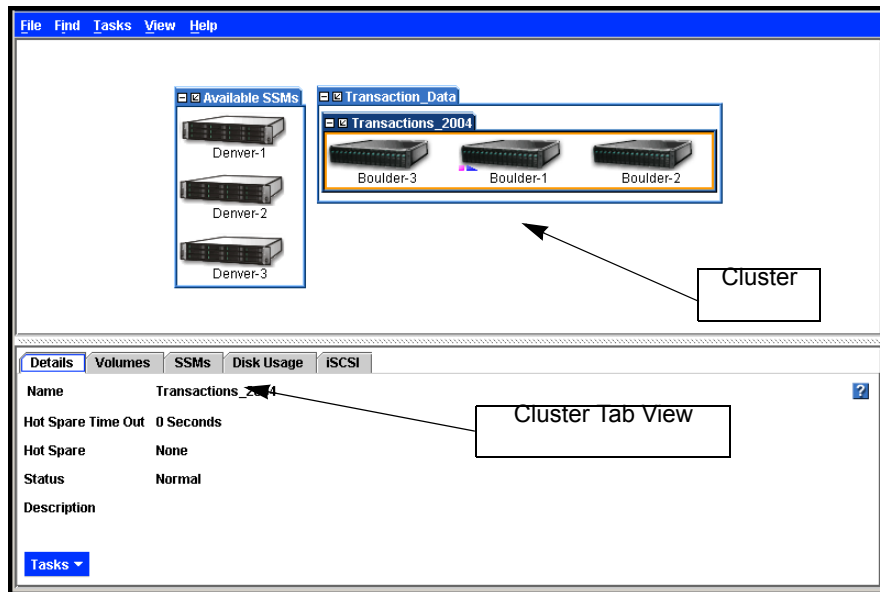 File Find Tasks View Help
Available SSMs
Denver-1
Denver-2
Denver-3
Transaction_Data
Transactions_2004
Boulder-3 Boulder-1 Boulder-2
Cluster
Details Volumes SSMs Disk Usage iSCSI
Name Transactions_2004
?
Cluster Tab View
Hot Spare Time Out 0 Seconds
Hot Spare None
Status Normal
Description
Tasks